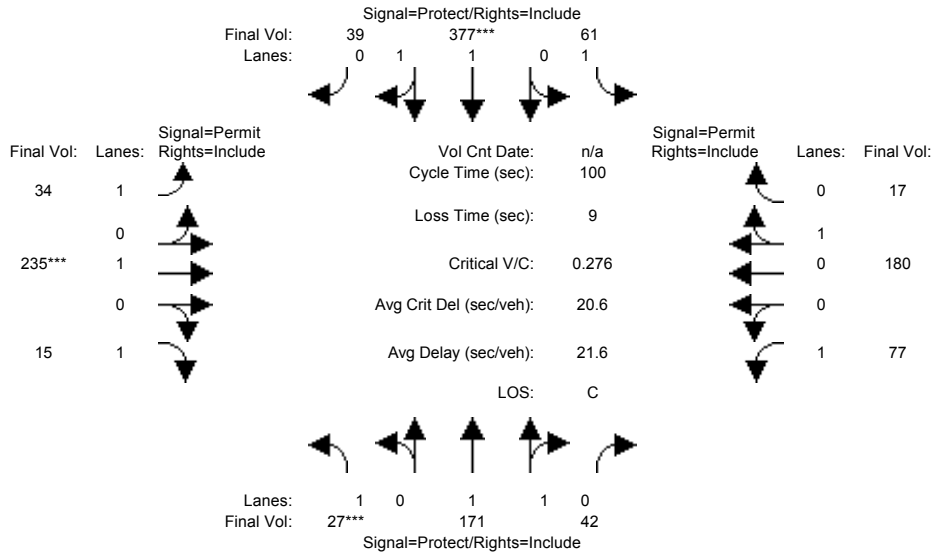 Signal=Protect/Rights=Include
Final Vol: 39 377*** 61
Lanes: 0 1 1 0 1
Signal=Permit Signal=Permit
Final Vol: Lanes: Rights=Include Vol Cnt Date: n/a Rights=Include Lanes: Final Vol:
Cycle Time (sec): 100
34 1 0 17
Loss Time (sec): 9
0 1
235*** 1 Critical V/C: 0.276 0 180
0 Avg Crit Del (sec/veh): 20.6 0
15 1 Avg Delay (sec/veh): 21.6 1 77
LOS: C
Lanes: 1 0 1 1 0
Final Vol: 27*** 171 42
Signal=Protect/Rights=Include